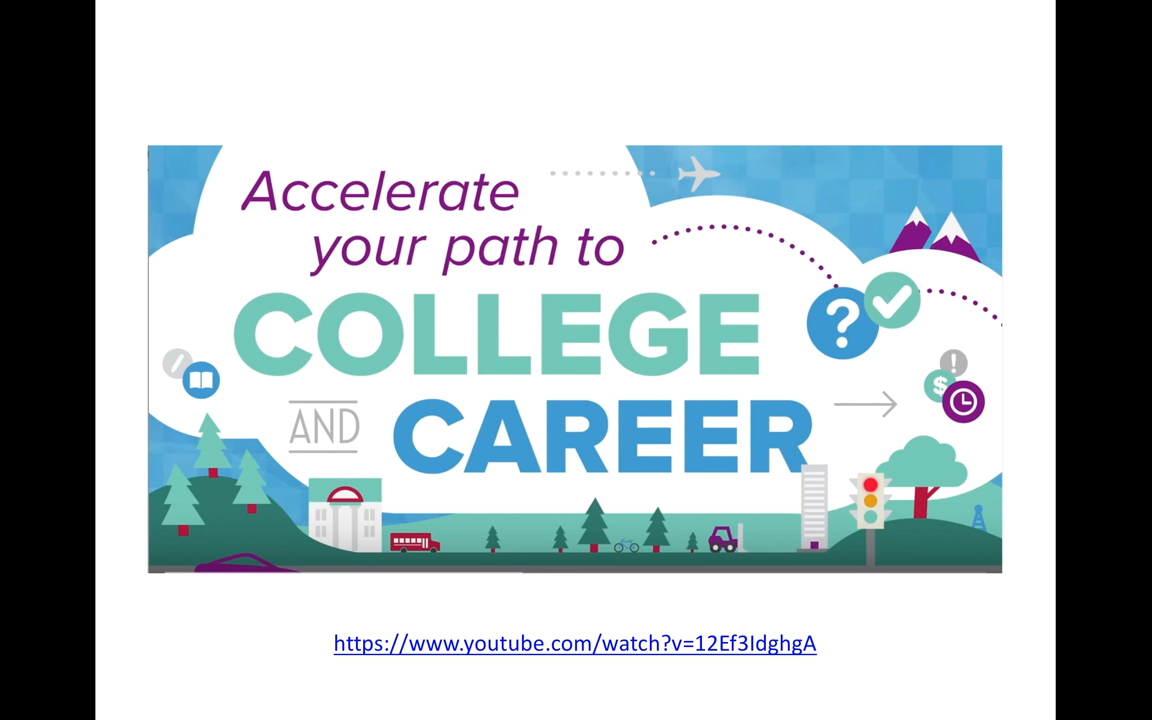 Accelerate
your path to
COLLEGE
AND CAREER
? $ !
https://www.youtube.com/watch?v=12Ef3IdghgA